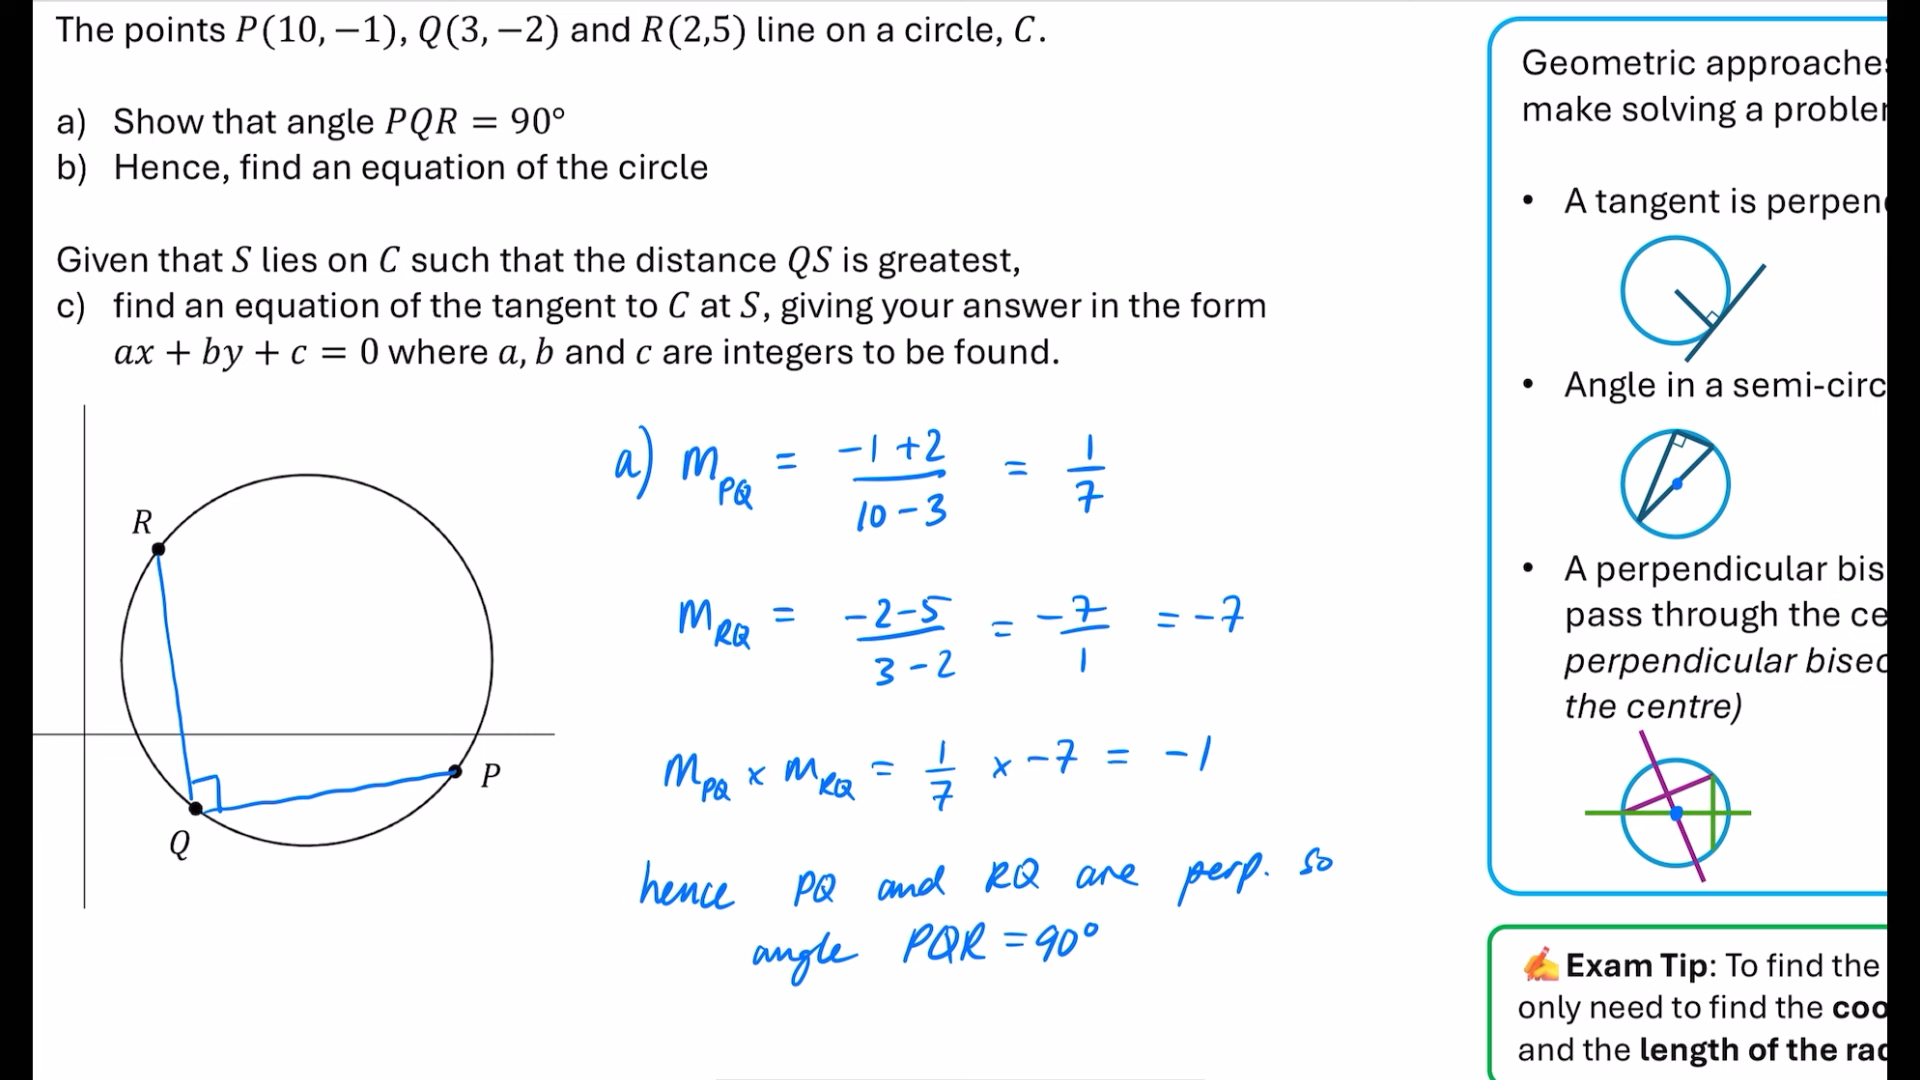 The points P(10, −1), Q(3, −2) and R(2,5) line on a circle, C.
a) Show that angle PQR = 90°
b) Hence, find an equation of the circle
Given that S lies on C such that the distance QS is greatest,
c) find an equation of the tangent to C at S, giving your answer in the form
ax + by + c = 0 where a, b and c are integers to be found.
R
Q
P
a) m_PQ = (-1+2)/(10-3) = 1/7
m_RQ = (-2-5)/(3-2) = -7/1 = -7
m_PQ × m_RQ = 1/7 × -7 = -1
hence PQ and RQ are perp. so
angle PQR = 90°
Geometric approache
make solving a proble
• A tangent is perpen
• Angle in a semi-circ
• A perpendicular bis
pass through the ce
perpendicular bisec
the centre)
✍ Exam Tip: To find the
only need to find the coo
and the length of the rad